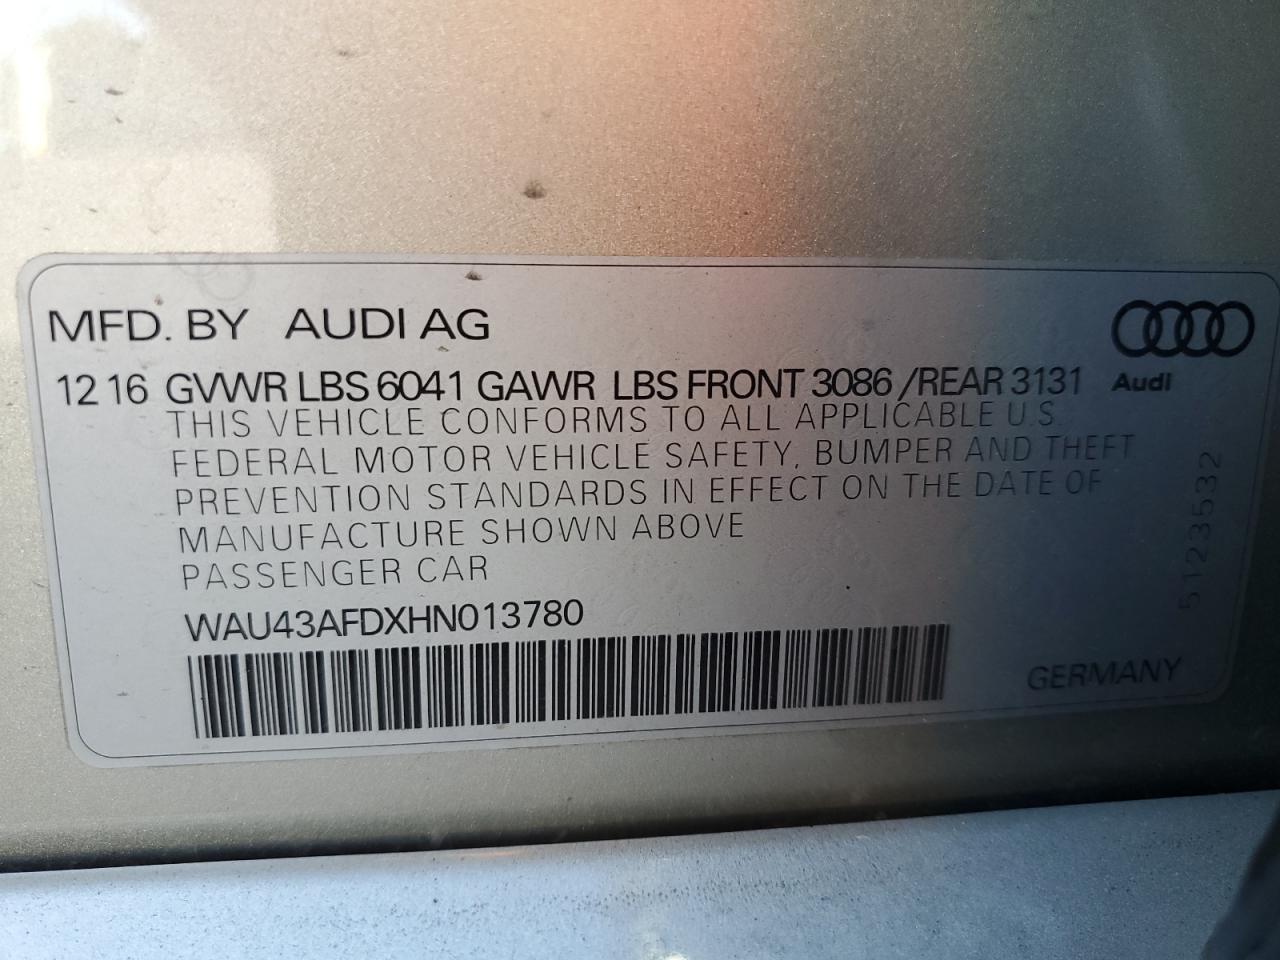 MFD. BY AUDI AG
12 16 GVWR LBS 6041 GAWR LBS FRONT 3086 /REAR 3131
Audi
THIS VEHICLE CONFORMS TO ALL APPLICABLE U.S.
FEDERAL MOTOR VEHICLE SAFETY, BUMPER AND THEFT
PREVENTION STANDARDS IN EFFECT ON THE DATE OF
MANUFACTURE SHOWN ABOVE
PASSENGER CAR
WAU43AFDXHN013780
GERMANY
5123532